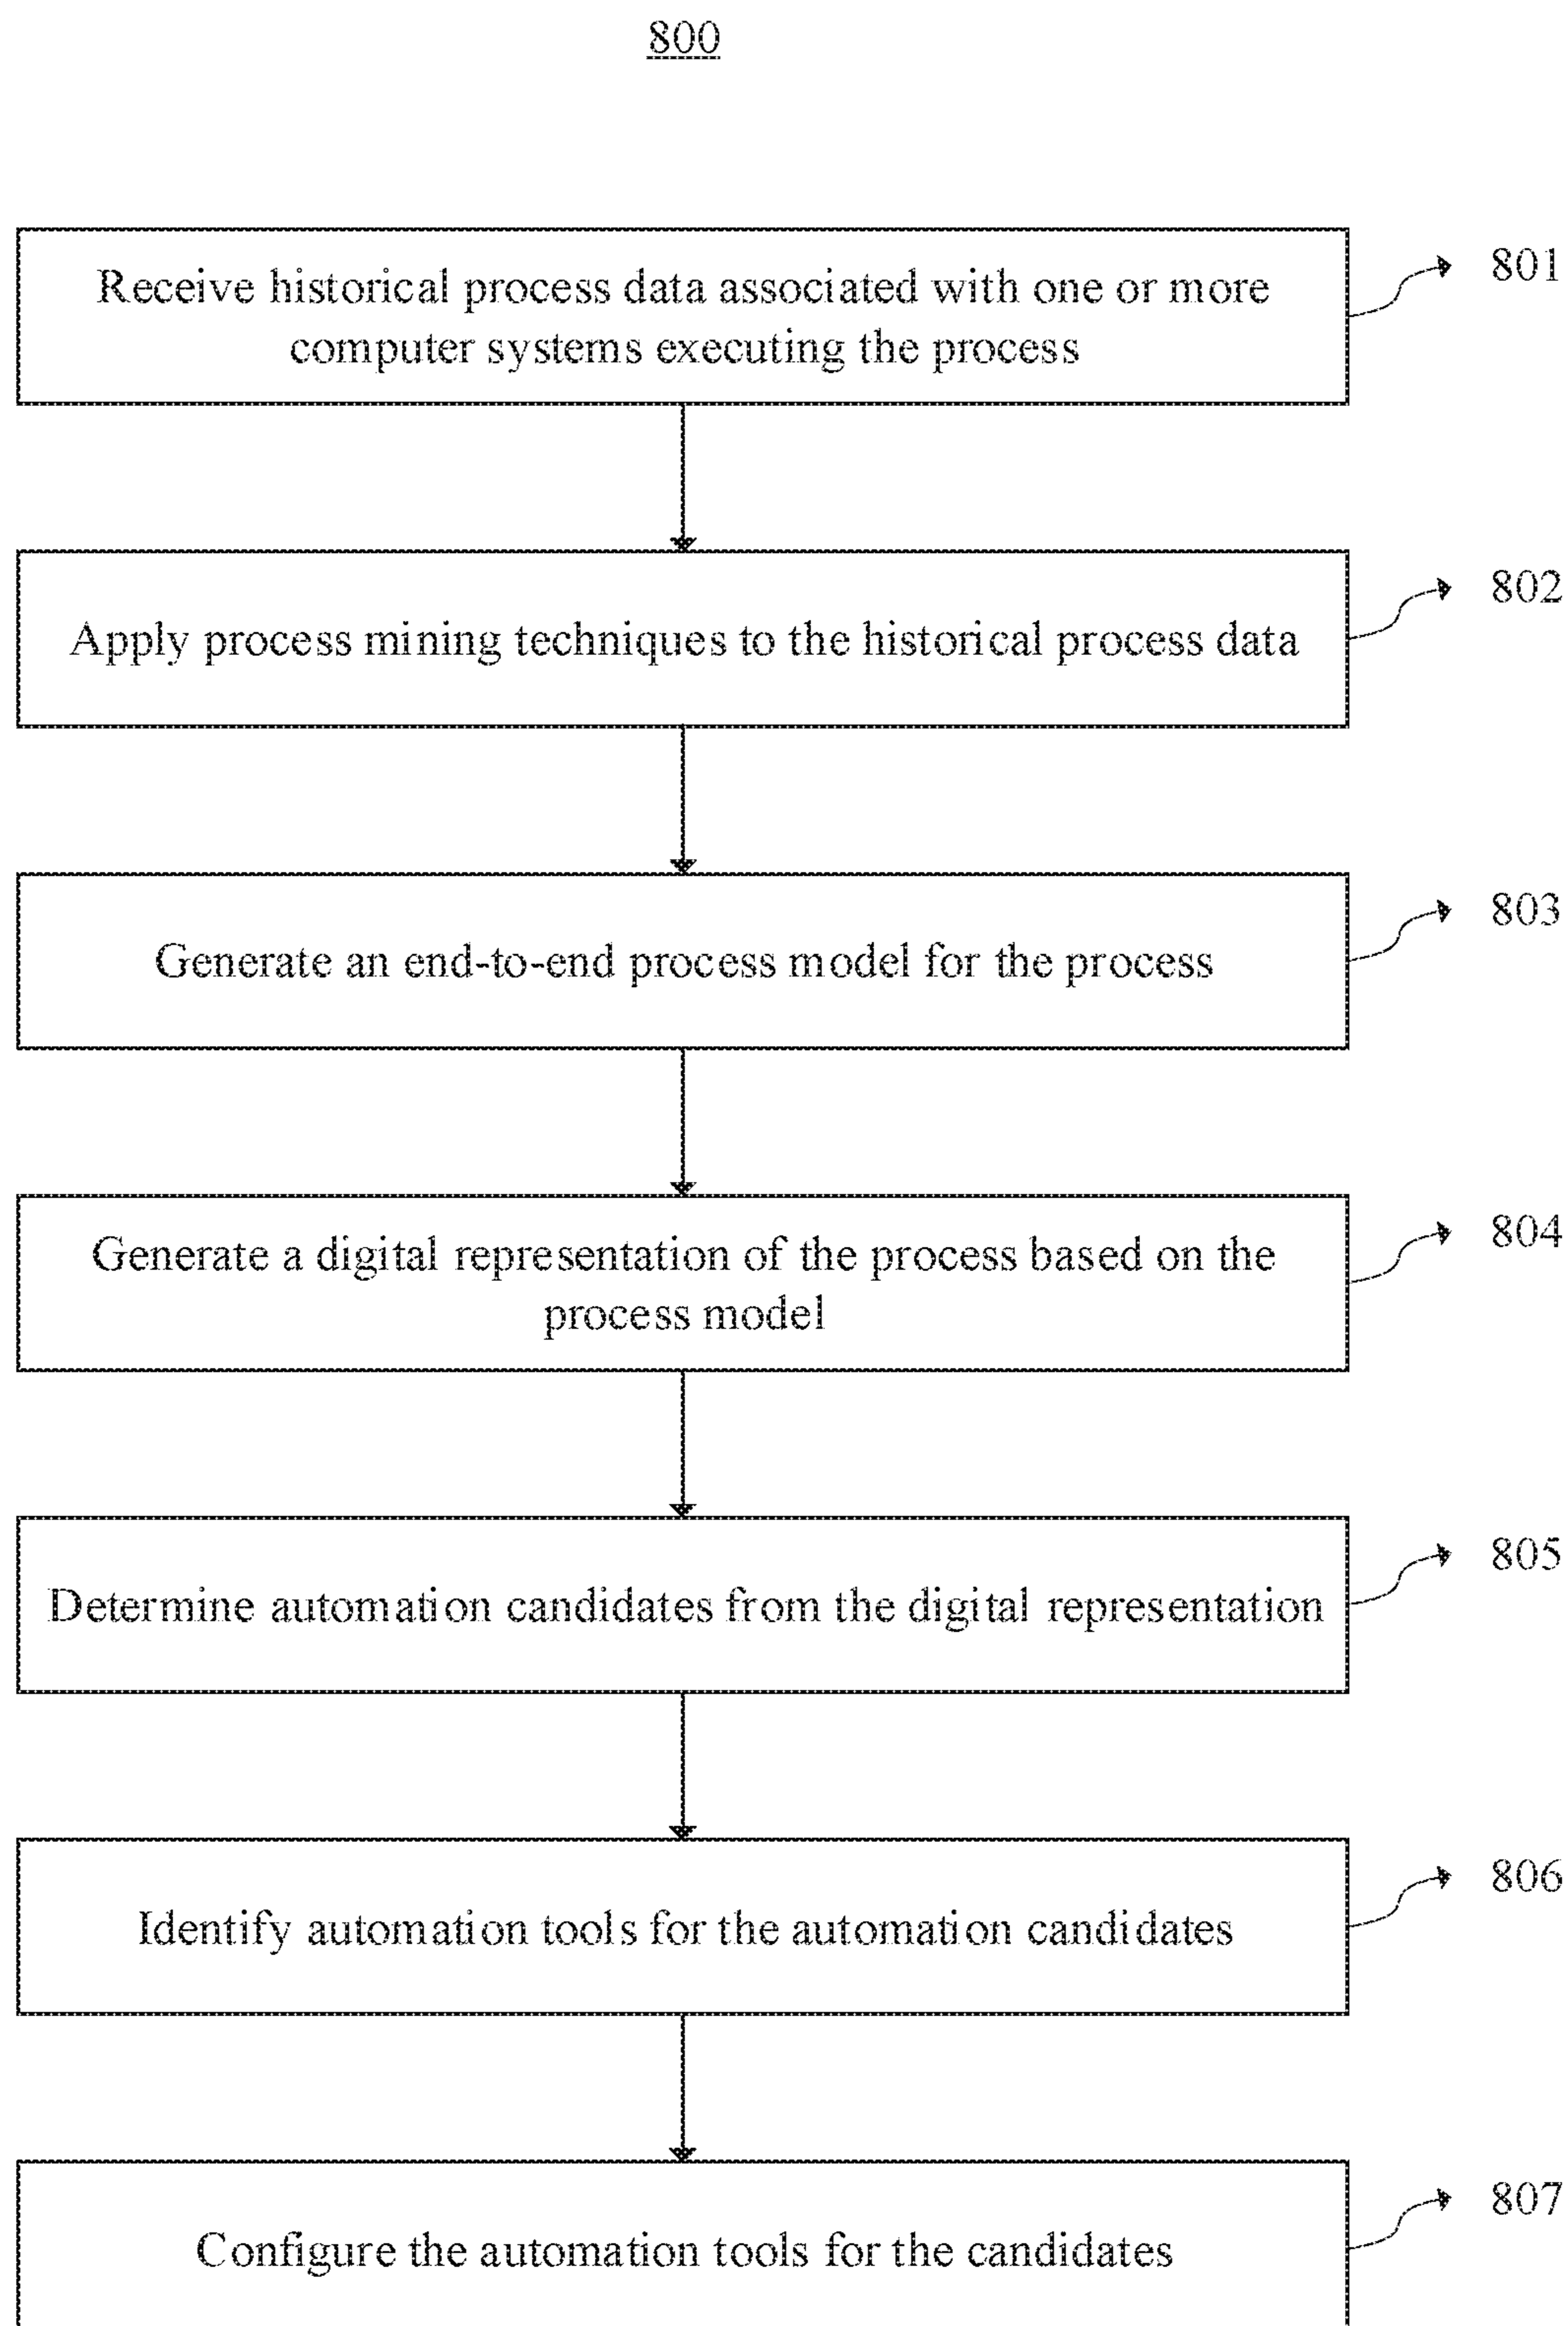 800
Receive historical process data associated with one or more
computer systems executing the process
801
Apply process mining techniques to the historical process data
802
Generate an end-to-end process model for the process
803
Generate a digital representation of the process based on the
process model
804
Determine automation candidates from the digital representation
805
Identify automation tools for the automation candidates
806
Configure the automation tools for the candidates
807